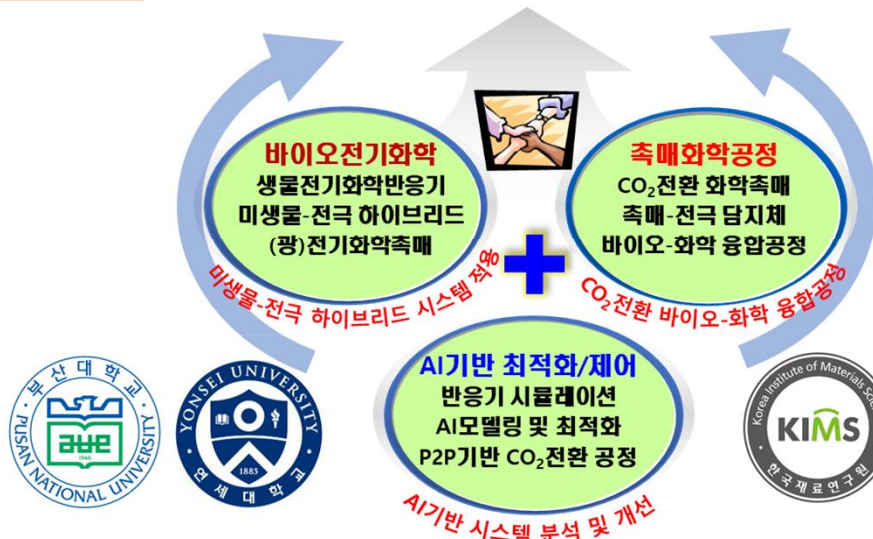 바이오전기화학
생물전기화학반응기
미생물-전극 하이브리드
(광)전기화학촉매
미생물-전극 하이브리드 시스템 적용
촉매화학공정
CO₂전환 화학촉매
촉매-전극 담지체
바이오-화학 융합공정
CO₂전환 바이오-화학 융합공정
AI기반 최적화/제어
반응기 시뮬레이션
AI모델링 및 최적화
P2P기반 CO₂전환 공정
AI기반 시스템 분석 및 개선
부산대학교
1946
PUSAN NATIONAL UNIVERSITY
YONSEI UNIVERSITY
1885
연세대학교
Korea Institute of Materials
KIMS
한국재료연구원